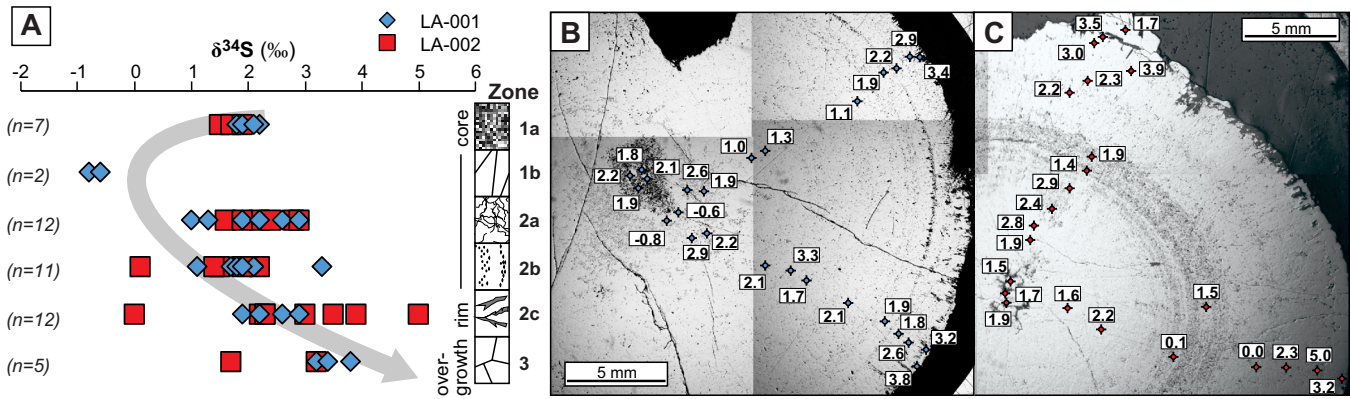 A
LA-001
LA-002
δ34S (‰)
-2 -1 0 1 2 3 4 5 6
Zone
(n=7)
1a
(n=2)
1b
(n=12)
2a
(n=11)
2b
(n=12)
2c
(n=5)
3
core
rim
over-
growth
B
2.9
2.2
3.4
1.9
1.1
1.3
1.0
1.8
2.1
2.6
2.2
1.9
1.9
-0.6
-0.8
2.2
2.9
3.3
2.1
1.7
2.1
1.9
1.8
3.2
2.6
3.8
5 mm
C
3.5
1.7
3.0
5 mm
2.3
3.9
2.2
1.9
1.4
2.9
2.4
2.8
1.9
1.5
1.7
1.6
1.9
2.2
1.5
0.1
0.0
2.3
5.0
3.2